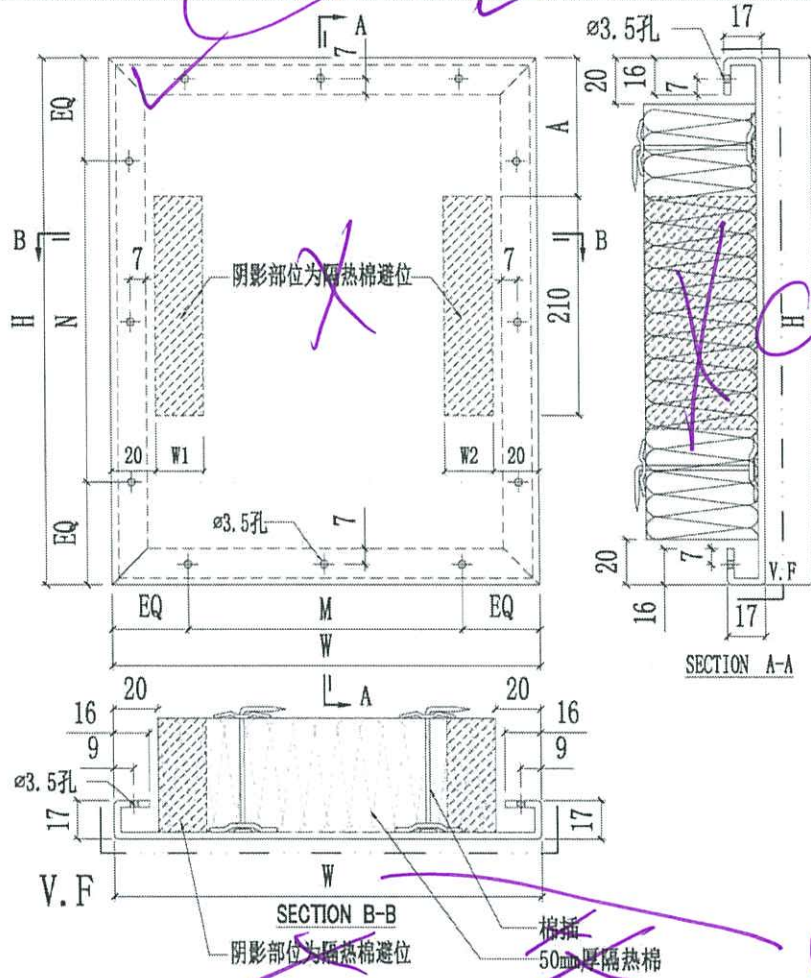 A
7
ø3.5孔
17
20
16
7
EQ
A
B
B
7
7
阴影部位为隔热棉避位
H
N
210
H
20
W1
W2
20
ø3.5孔
7
EQ
20
7
V.F
16
17
EQ
M
EQ
W
SECTION A-A
A
20
20
16
16
9
9
ø3.5孔
17
17
W
V.F
SECTION B-B
棉插
阴影部位为隔热棉避位
50mm厚隔热棉